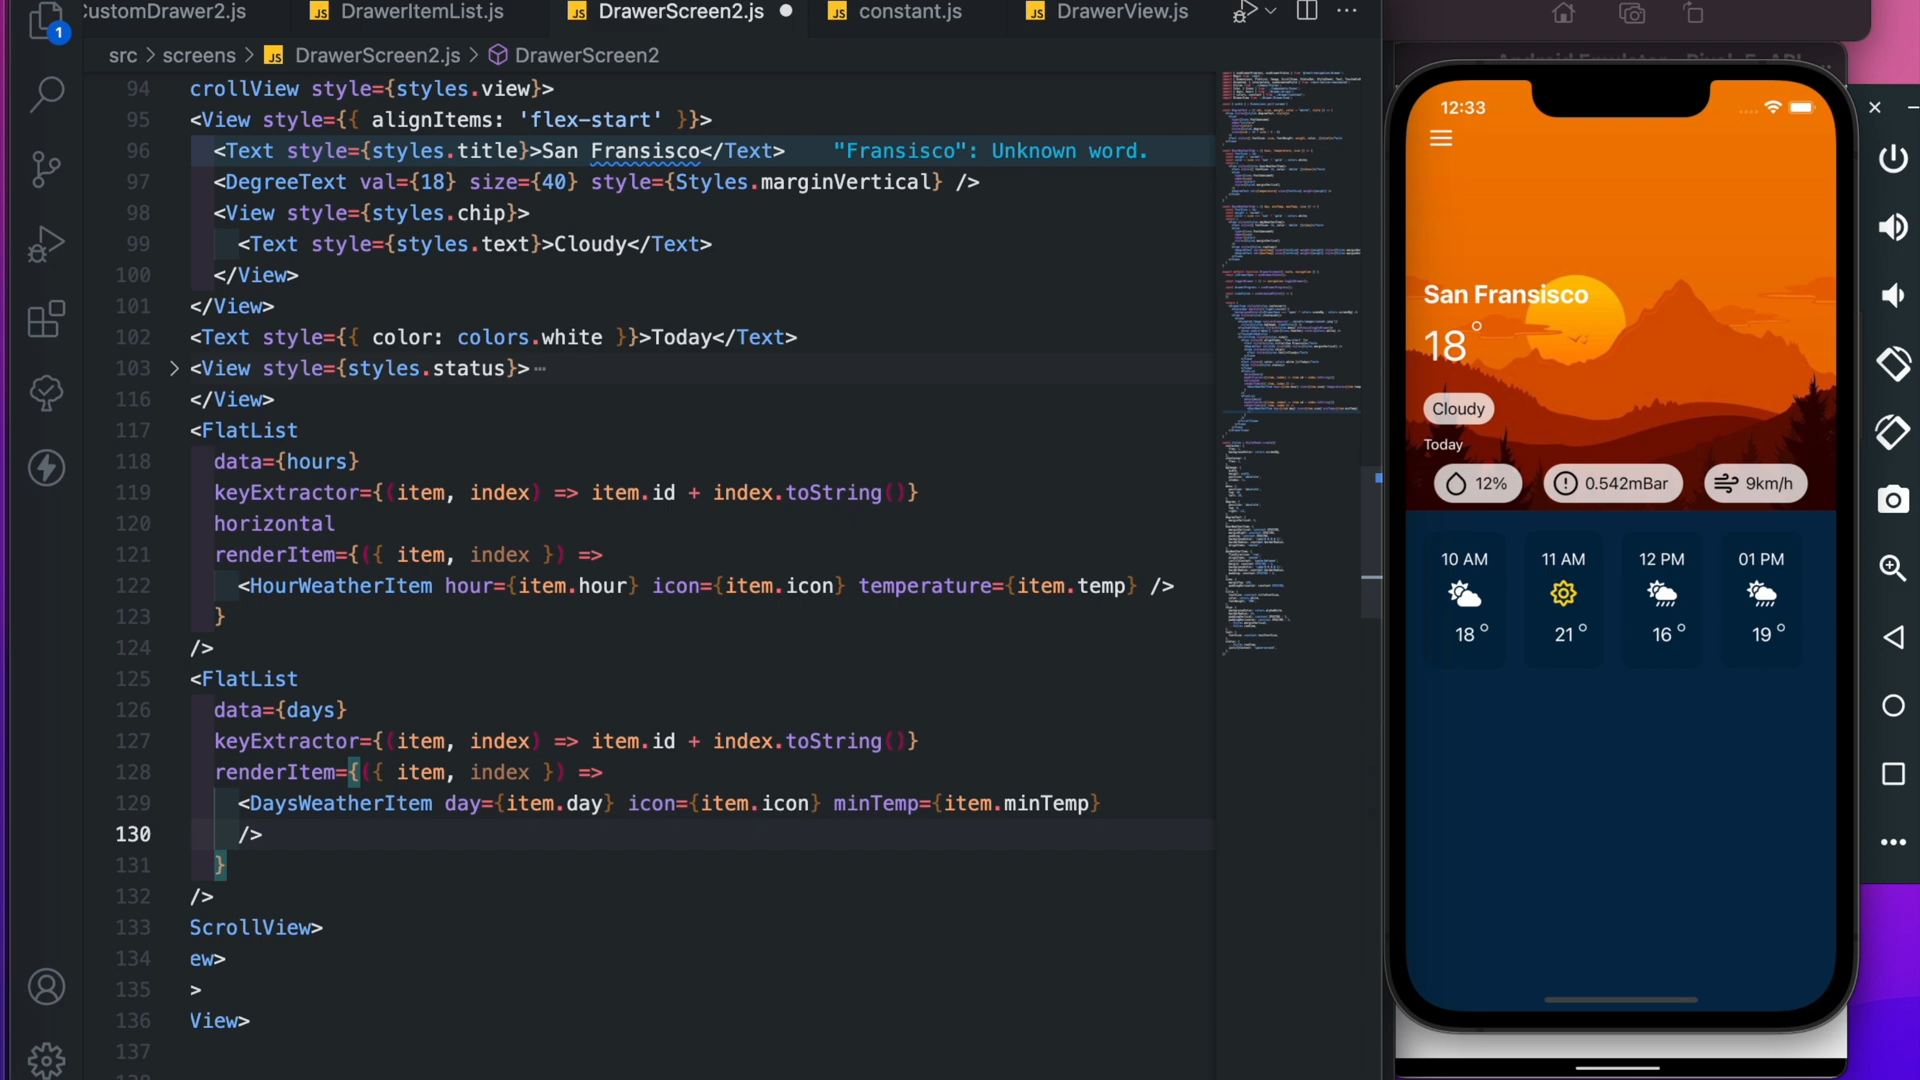 CustomDrawer2.js
DrawerItemList.js
DrawerScreen2.js
constant.js
DrawerView.js
src > screens > JS DrawerScreen2.js > DrawerScreen2
94 crollView style={styles.view}>
95 <View style={{ alignItems: 'flex-start' }}>
96 <Text style={styles.title}>San Fransisco</Text> "Fransisco": Unknown word.
97 <DegreeText val={18} size={40} style={Styles.marginVertical} />
98 <View style={styles.chip}>
99 <Text style={styles.text}>Cloudy</Text>
100 </View>
101 </View>
102 <Text style={{ color: colors.white }}>Today</Text>
103 <View style={styles.status}>
116 </View>
117 <FlatList
118 data={hours}
119 keyExtractor={(item, index) => item.id + index.toString()}
120 horizontal
121 renderItem={({ item, index }) =>
122 <HourWeatherItem hour={item.hour} icon={item.icon} temperature={item.temp} />
123 }
124 />
125 <FlatList
126 data={days}
127 keyExtractor={(item, index) => item.id + index.toString()}
128 renderItem={({ item, index }) =>
129 <DaysWeatherItem day={item.day} icon={item.icon} minTemp={item.minTemp}
130 />
131 }
132 />
133 ScrollView>
134 ew>
135 >
136 View>
137
1
12:33
San Fransisco
18°
Cloudy
Today
12% 0.542mBar 9km/h
10 AM 11 AM 12 PM 01 PM
18° 21° 16° 19°